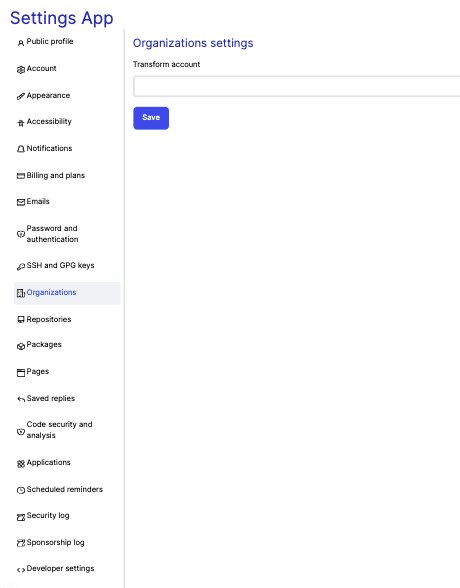 Settings App
Public profile
Account
Appearance
Accessibility
Notifications
Billing and plans
Emails
Password and
authentication
SSH and GPG keys
Organizations
Repositories
Packages
Pages
Saved replies
Code security and
analysis
Applications
Scheduled reminders
Security log
Sponsorship log
Developer settings
Organizations settings
Transform account
Save